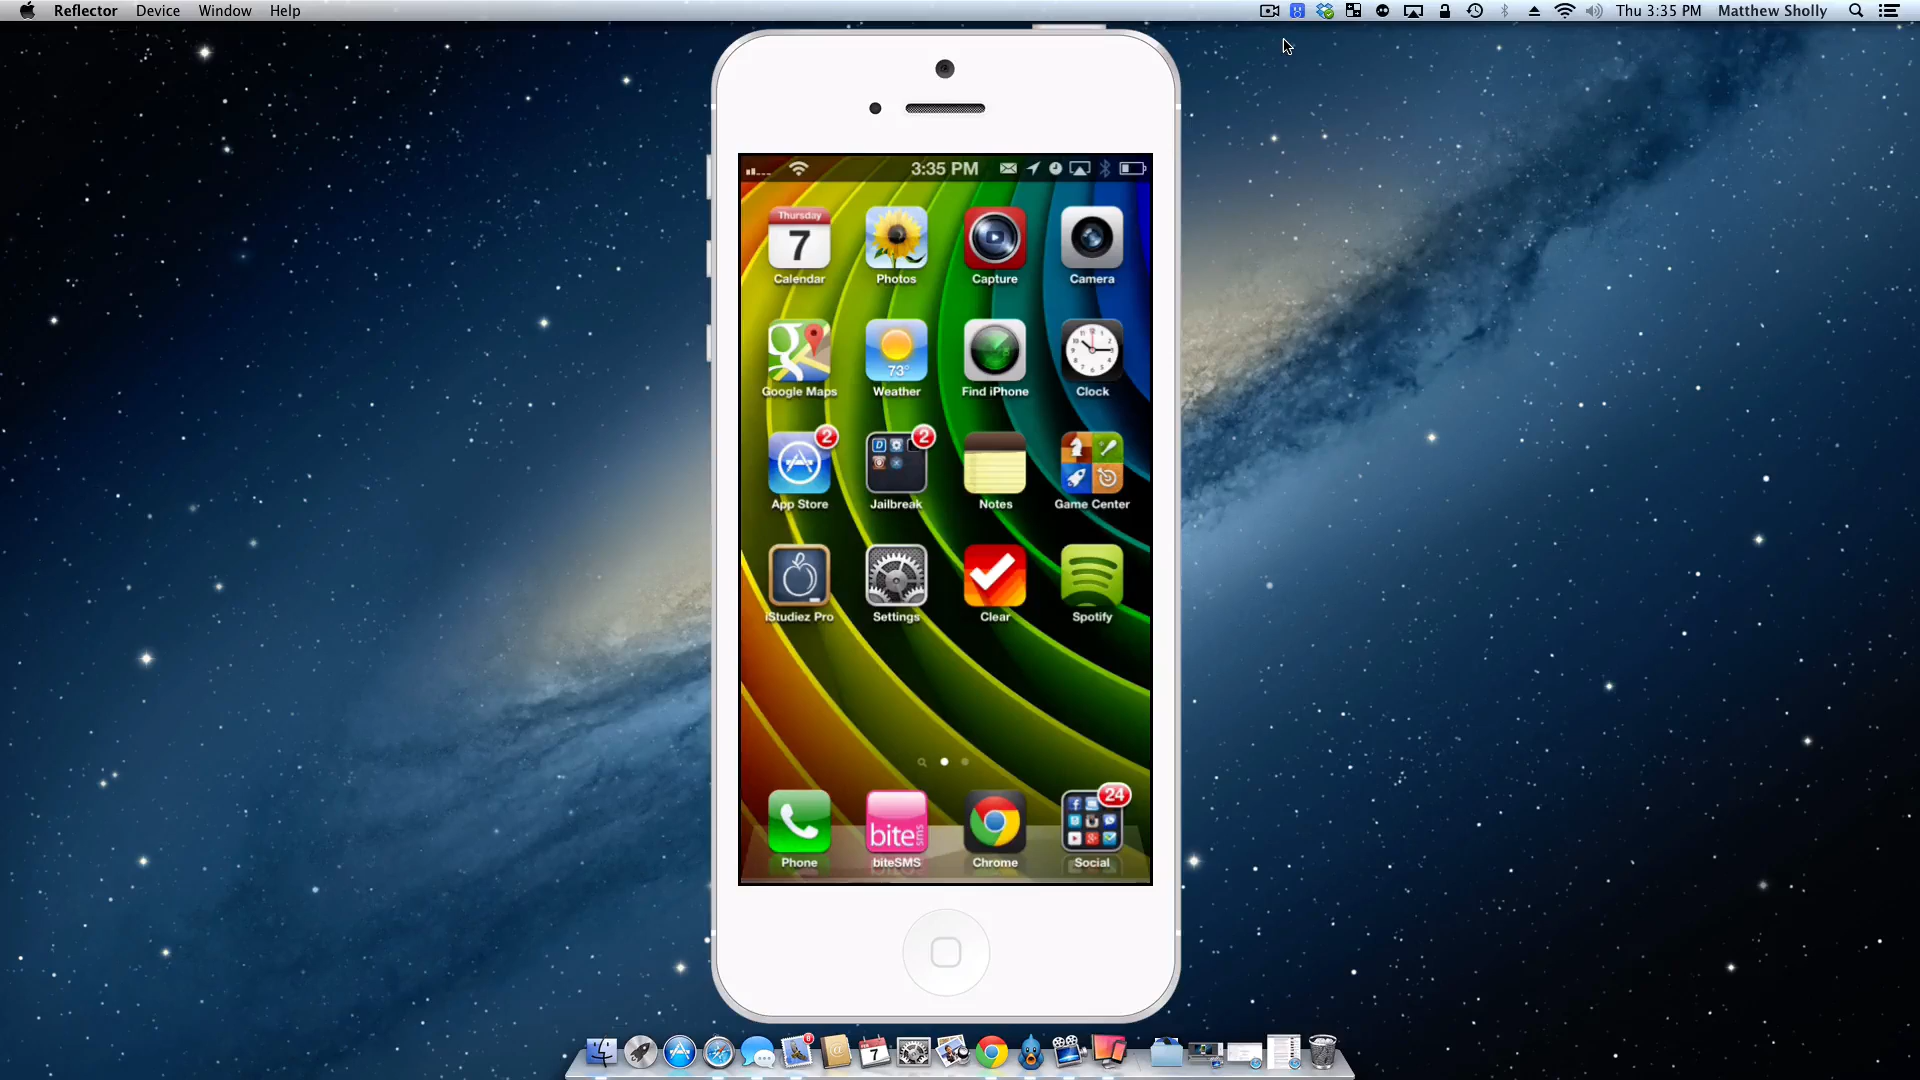 Reflector Device Window Help Thu 3:35 PM Matthew Sholly
3:35 PM
Thursday
7
Calendar Photos Capture Camera
73°
Google Maps Weather Find iPhone Clock
2 2
App Store Jailbreak Notes Game Center
iStudiez Pro Settings Clear Spotify
24
bite sms
Phone biteSMS Chrome Social
8
7